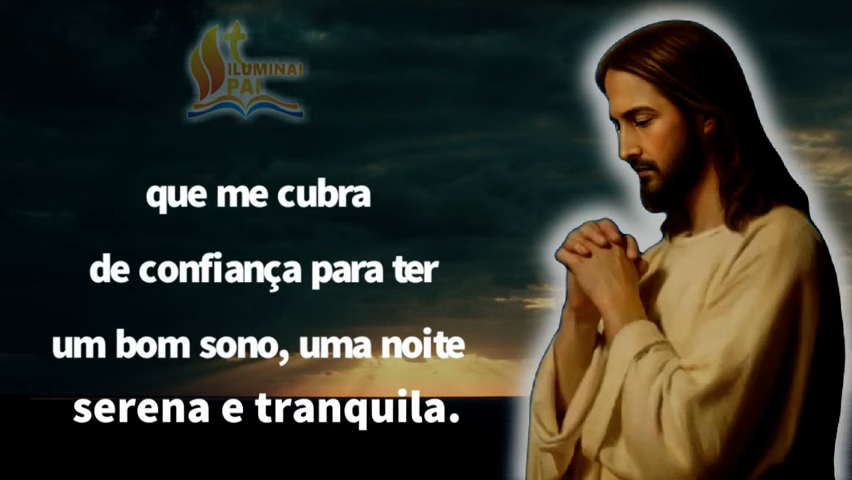 ILUMINAI
PAI
que me cubra
de confiança para ter
um bom sono, uma noite
serena e tranquila.